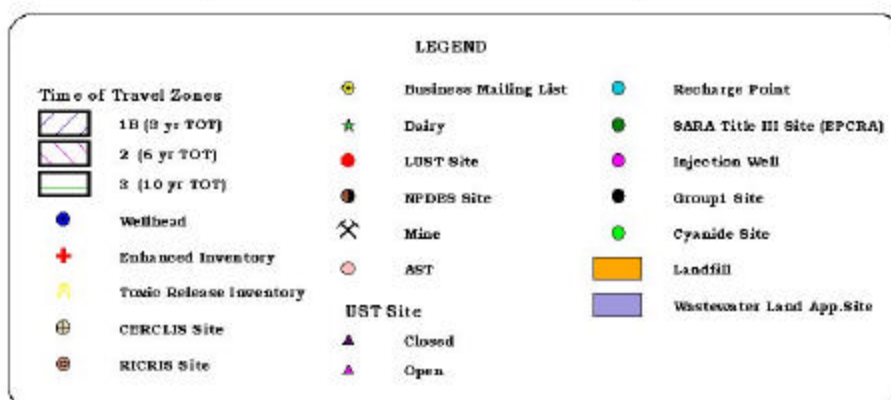 LEGEND
Time of Travel Zones
1B (3 yr TOT)
2 (6 yr TOT)
3 (10 yr TOT)
Wellhead
Enhanced Inventory
Toxic Release Inventory
CERCLIS Site
RICRIS Site
Business Mailing List
Dairy
LUST Site
NPDES Site
Mine
AST
UST Site
Closed
Open
Recharge Point
SARA Title III Site (EPCRA)
Injection Well
Group1 Site
Cyanide Site
Landfill
Wastewater Land App.Site